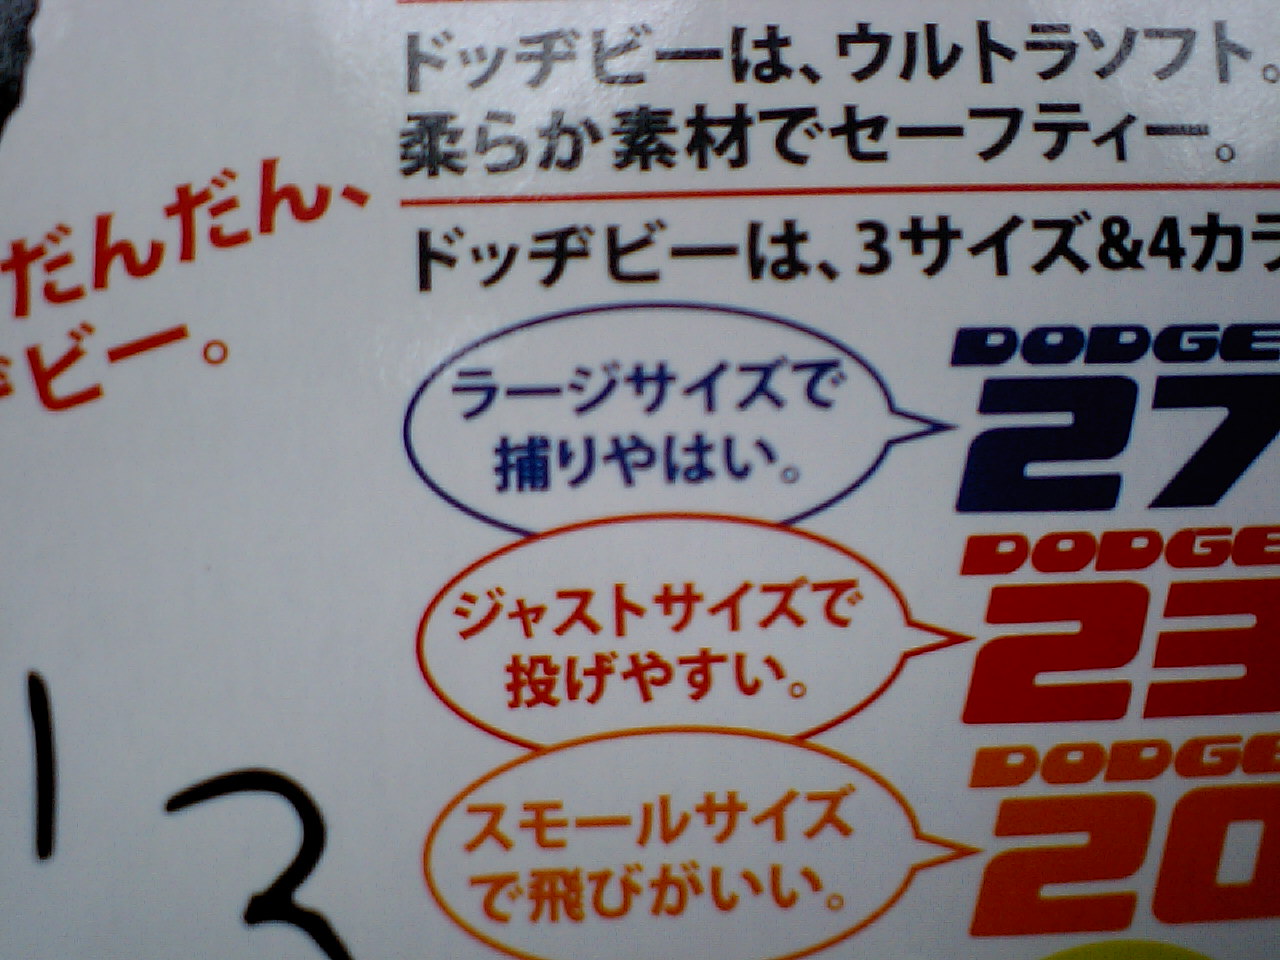 ドッヂビーは、ウルトラソフト。
柔らか素材でセーフティー。
だんだん、
ビー。
ドッヂビーは、3サイズ&4カラ
ラージサイズで
捕りやはい。
DODGE
27
ジャストサイズで
投げやすい。
DODGE
23
スモールサイズ
で飛びがいい。
DODGE
20